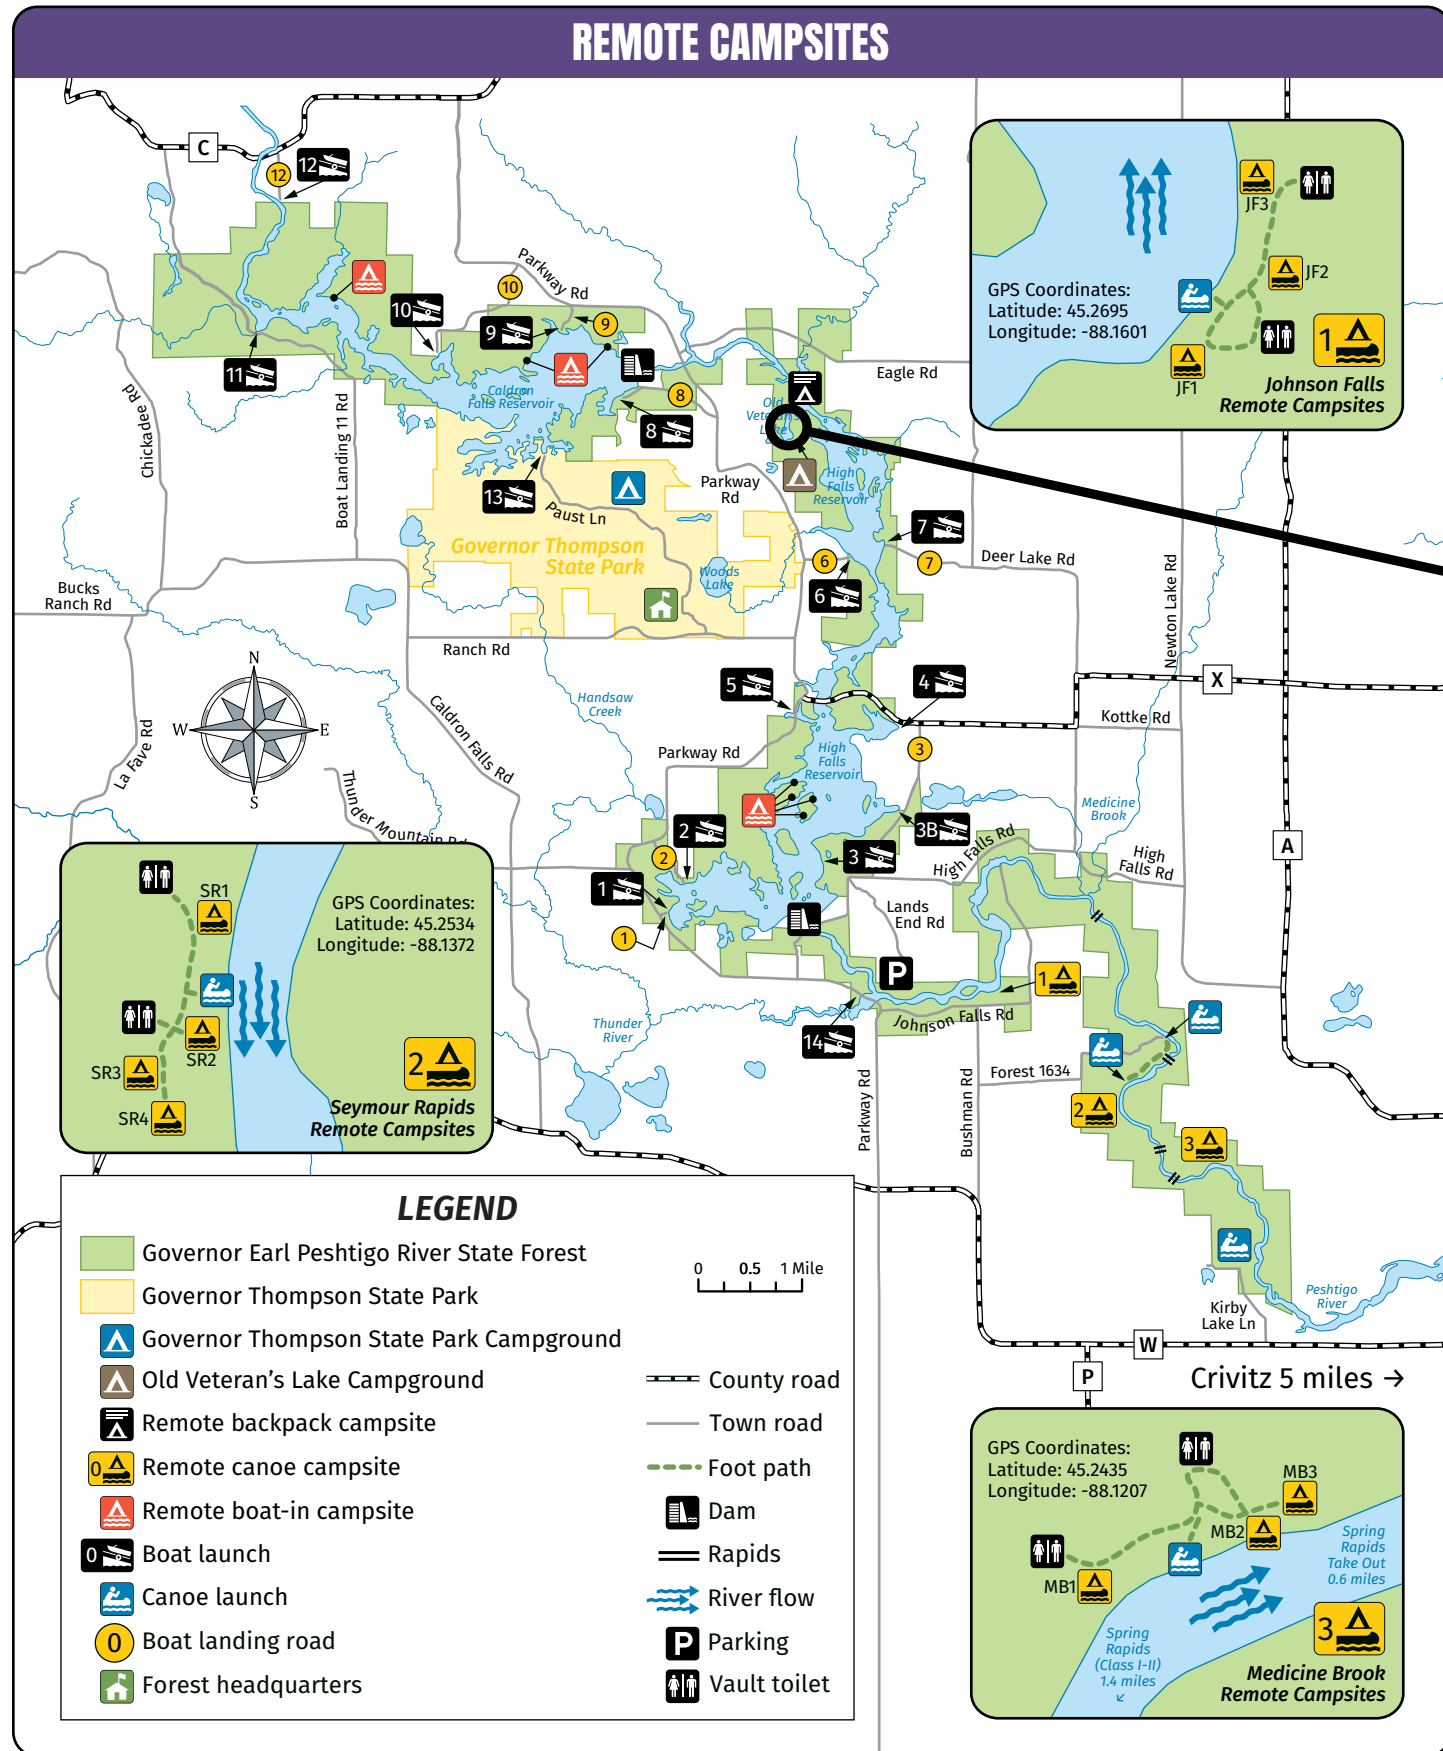 REMOTE CAMPSITES
C
12
12
Parkway Rd
10
10
9
9
11
Caldron
Falls Reservoir
8
8
Eagle Rd
Old
Veteran's
Lake
High
Falls
Reservoir
Chickadee Rd
Boat Landing 11 Rd
13
Paust Ln
Parkway
Rd
Governor Thompson
State Park
Woods
Lake
6
6
7
7
Deer Lake Rd
Newton Lake Rd
Bucks
Ranch Rd
Ranch Rd
N
W
E
S
La Fave Rd
Caldron Falls Rd
Thunder Mountain Rd
Handsaw
Creek
5
4
X
Kottke Rd
3
Parkway Rd
High
Falls
Reservoir
Medicine
Brook
2
2
3B
3
High Falls Rd
High
Falls Rd
A
1
1
Lands
End Rd
P
1
Johnson Falls Rd
14
Thunder
River
Forest 1634
Parkway Rd
Bushman Rd
2
3
Peshtigo
River
Kirby
Lake Ln
W
P
Crivitz 5 miles →
GPS Coordinates:
Latitude: 45.2695
Longitude: -88.1601
JF3
JF2
JF1
1
Johnson Falls
Remote Campsites
SR1
GPS Coordinates:
Latitude: 45.2534
Longitude: -88.1372
SR2
SR3
SR4
2
Seymour Rapids
Remote Campsites
LEGEND
Governor Earl Peshtigo River State Forest
Governor Thompson State Park
Governor Thompson State Park Campground
Old Veteran's Lake Campground
Remote backpack campsite
0 Remote canoe campsite
Remote boat-in campsite
0 Boat launch
Canoe launch
0 Boat landing road
Forest headquarters
0 0.5 1 Mile
County road
Town road
Foot path
Dam
Rapids
River flow
P Parking
Vault toilet
GPS Coordinates:
Latitude: 45.2435
Longitude: -88.1207
MB3
MB2
MB1
Spring
Rapids
Take Out
0.6 miles
Spring
Rapids
(Class I-II)
1.4 miles
↙
3
Medicine Brook
Remote Campsites